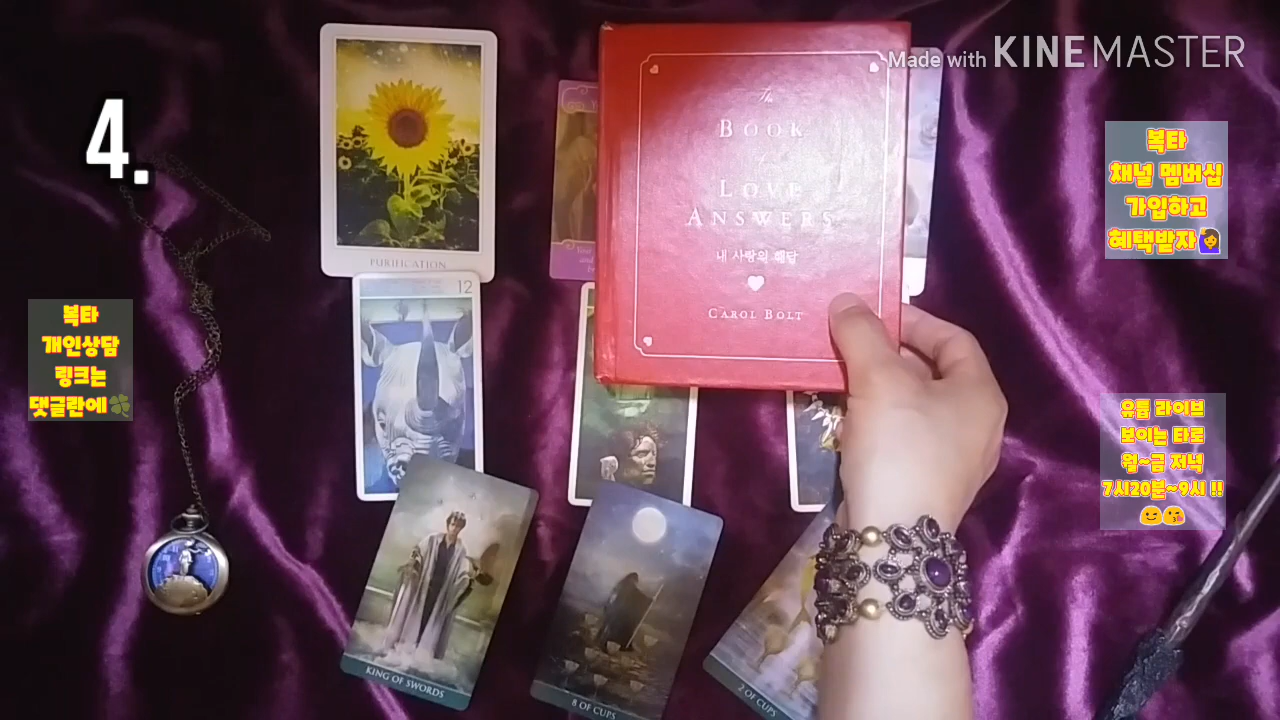 4.
PURIFICATION
12
The
BOOK
of
LOVE
ANSWERS
내 사랑의 해답
CAROL BOLT
Made with KINEMASTER
복타
채널 멤버십
가입하고
혜택받자
복타
개인상담
링크는
댓글란에
유튭 라이브
보이는 타로
월~금 저녁
7시20분~9시 !!
KING OF SWORDS
8 OF CUPS
2 OF CUPS